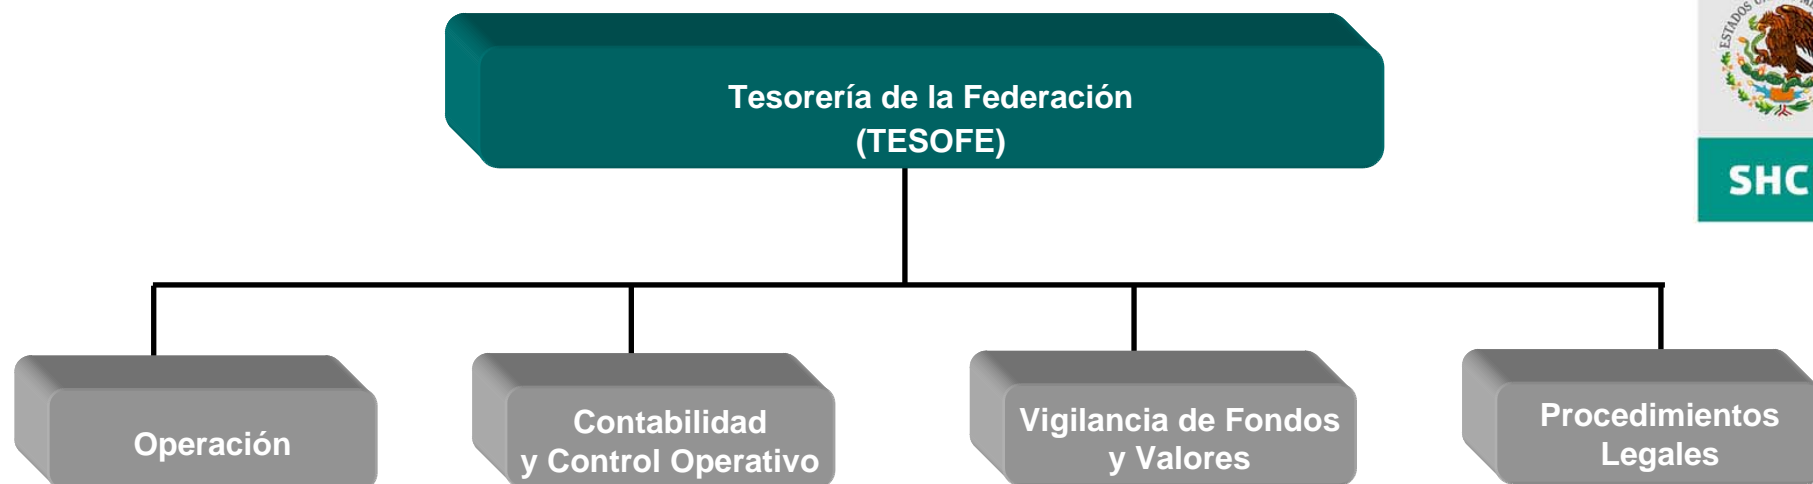 Tesorería de la Federación
(TESOFE)
SHC
Operación
Contabilidad
y Control Operativo
Vigilancia de Fondos
y Valores
Procedimientos
Legales